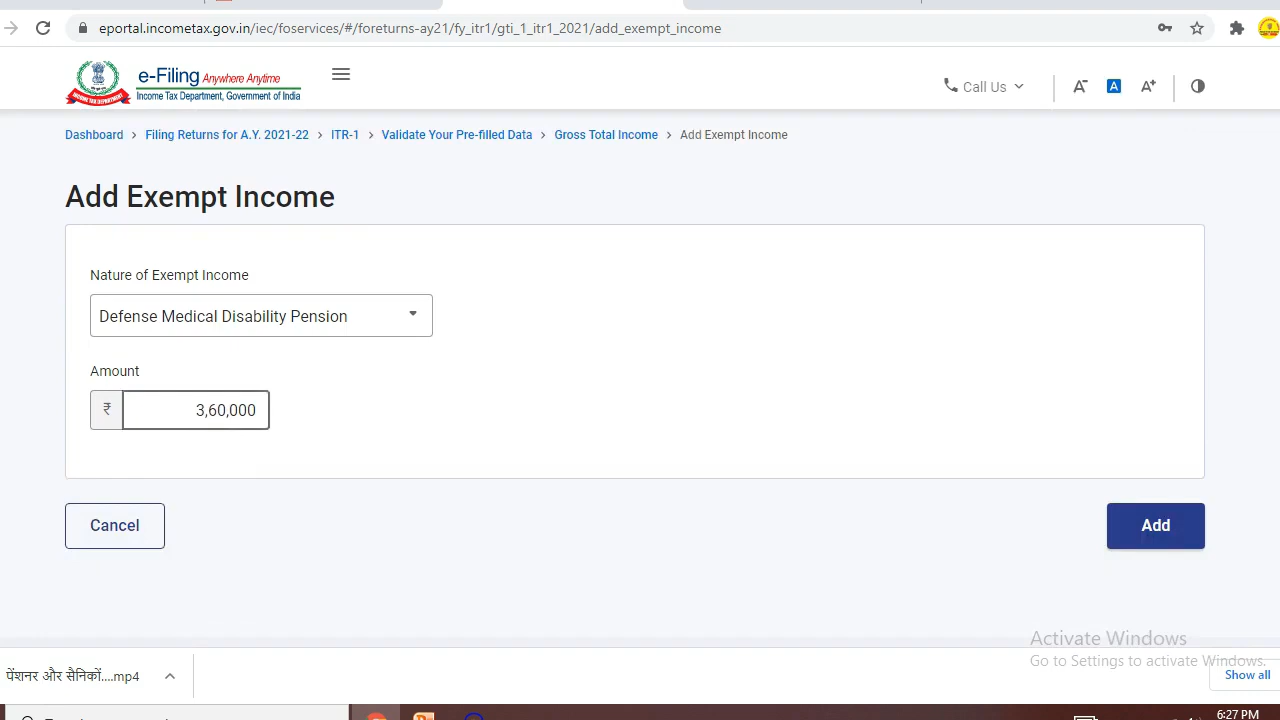 eportal.incometax.gov.in/iec/foservices/#/foreturns-ay21/fy_itr1/gti_1_itr1_2021/add_exempt_income
e-Filing Anywhere Anytime
Income Tax Department, Government of India
INCOME TAX DEPARTMENT
Call Us
A-
A
A+
Dashboard > Filing Returns for A.Y. 2021-22 > ITR-1 > Validate Your Pre-filled Data > Gross Total Income > Add Exempt Income
Add Exempt Income
Nature of Exempt Income
Defense Medical Disability Pension
Amount
₹ 3,60,000
Cancel
Add
Activate Windows
Go to Settings to activate Windows.
पेंशनर और सैनिकों....mp4
Show all
6:27 PM